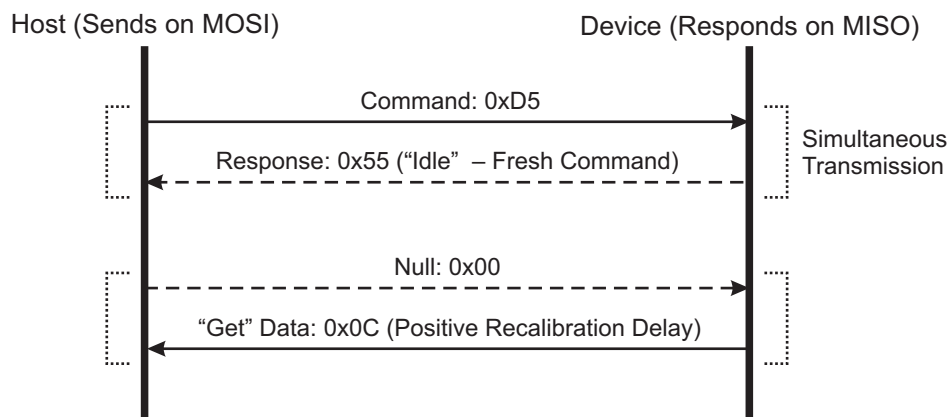 Host (Sends on MOSI)
Device (Responds on MISO)
Command: 0xD5
Response: 0x55 (“Idle” – Fresh Command)
Simultaneous
Transmission
Null: 0x00
“Get” Data: 0x0C (Positive Recalibration Delay)